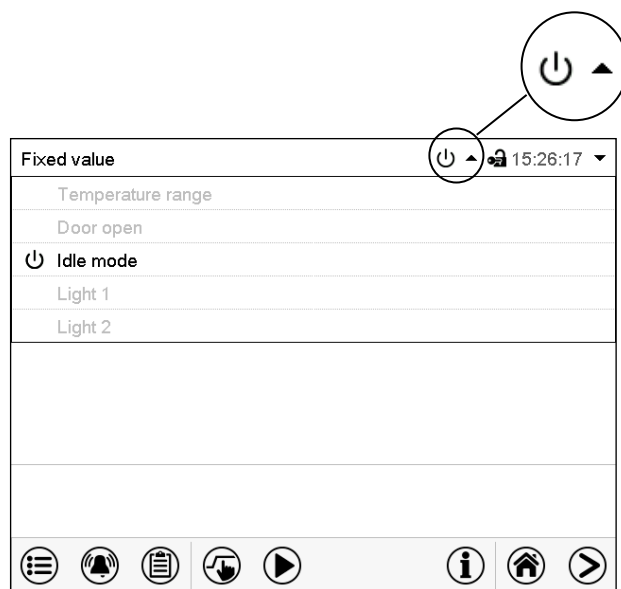 Fixed value
15:26:17
Temperature range
Door open
Idle mode
Light 1
Light 2